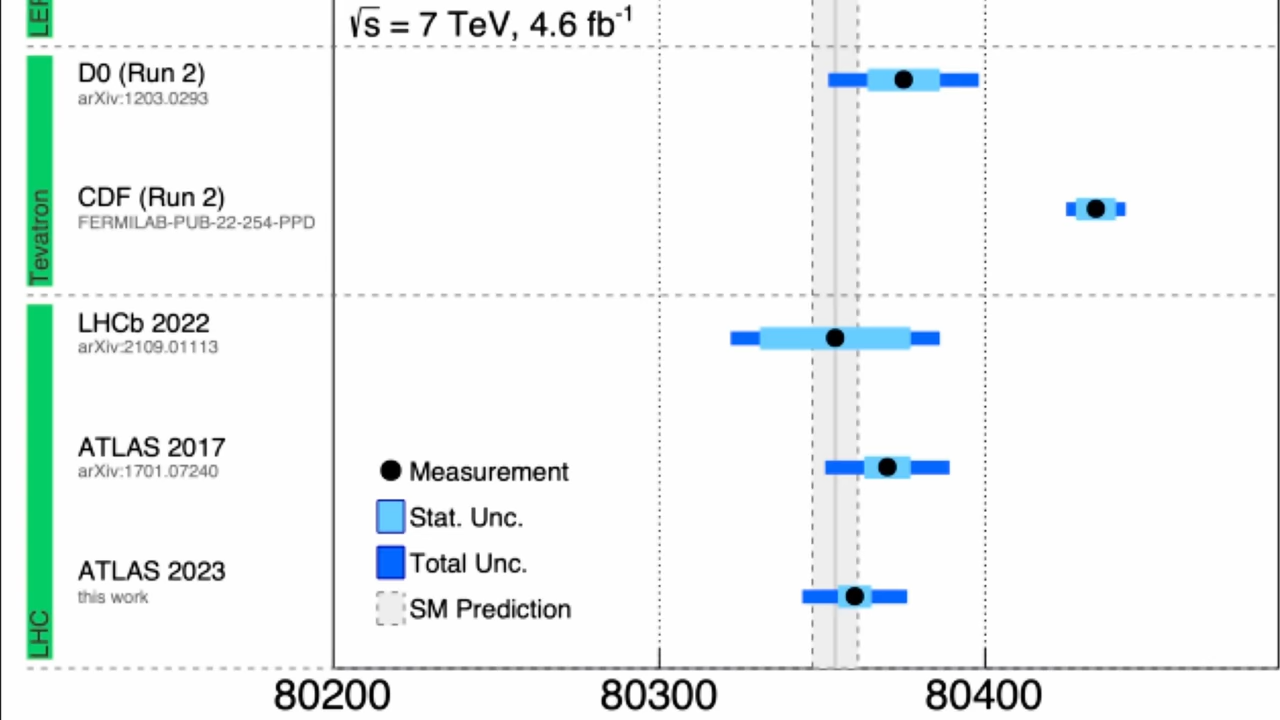 √s = 7 TeV, 4.6 fb⁻¹
D0 (Run 2)
arXiv:1203.0293
CDF (Run 2)
FERMILAB-PUB-22-254-PPD
Tevatron
LHCb 2022
arXiv:2109.01113
ATLAS 2017
arXiv:1701.07240
ATLAS 2023
this work
LHC
Measurement
Stat. Unc.
Total Unc.
SM Prediction
80200 80300 80400